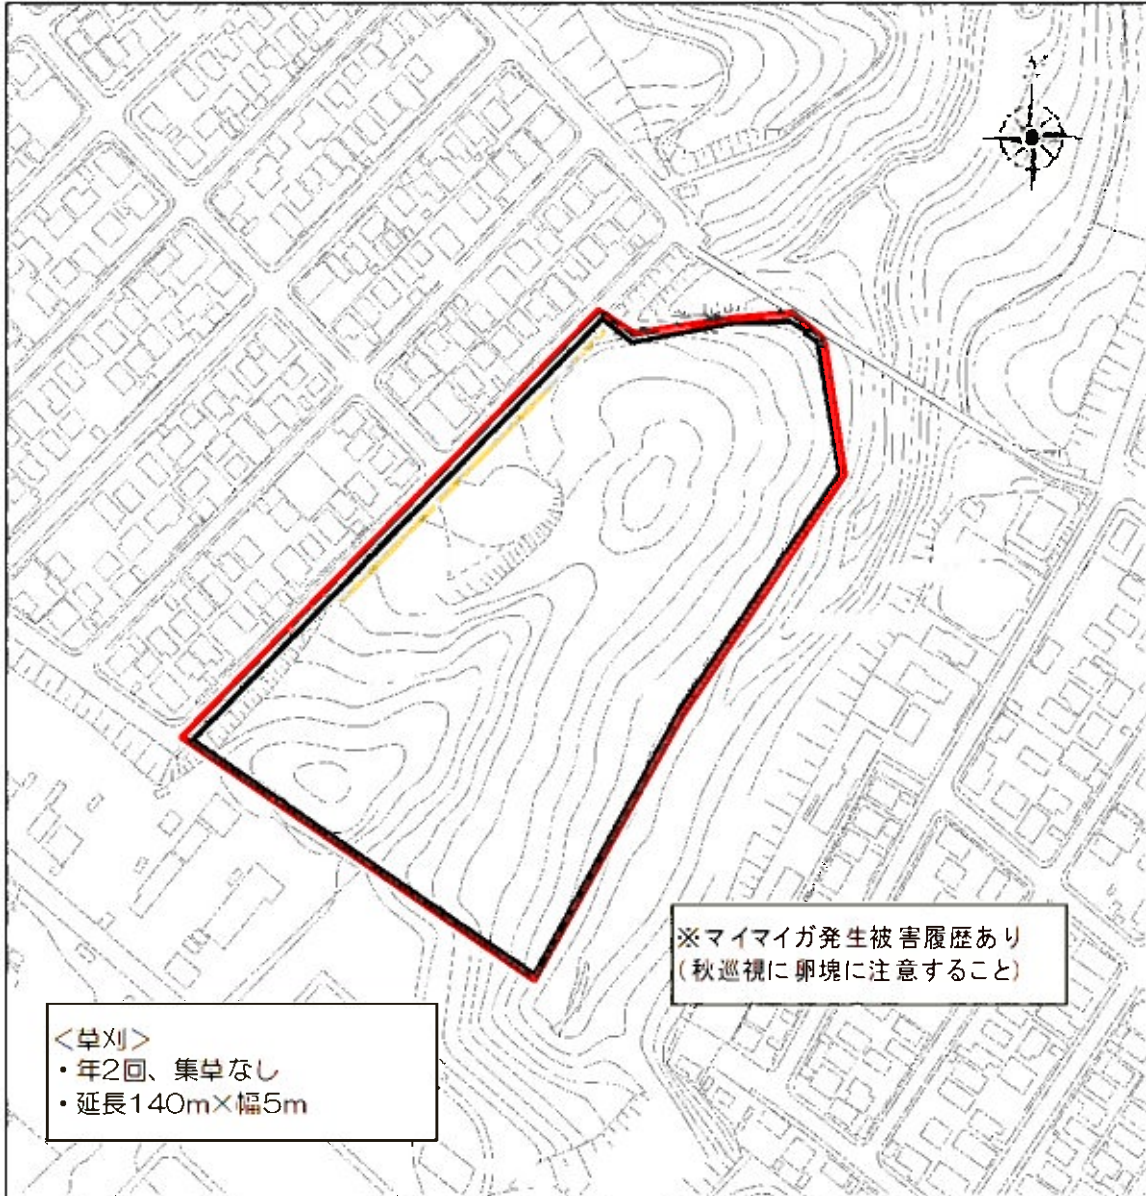 ※マイマイガ発生被害履歴あり
（秋巡視に卵塊に注意すること）
＜草刈＞
・年2回、集草なし
・延長140m×幅5m